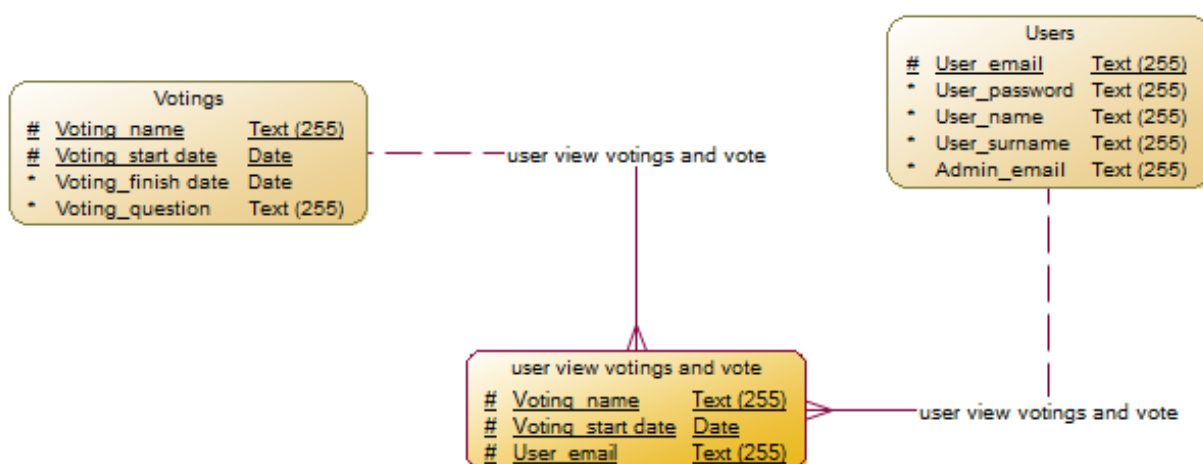 Users
# User_email Text (255)
* User_password Text (255)
* User_name Text (255)
* User_surname Text (255)
* Admin_email Text (255)
Votings
# Voting_name Text (255)
# Voting_start date Date
* Voting_finish date Date
* Voting_question Text (255)
user view votings and vote
user view votings and vote
# Voting_name Text (255)
# Voting_start date Date
# User_email Text (255)
user view votings and vote